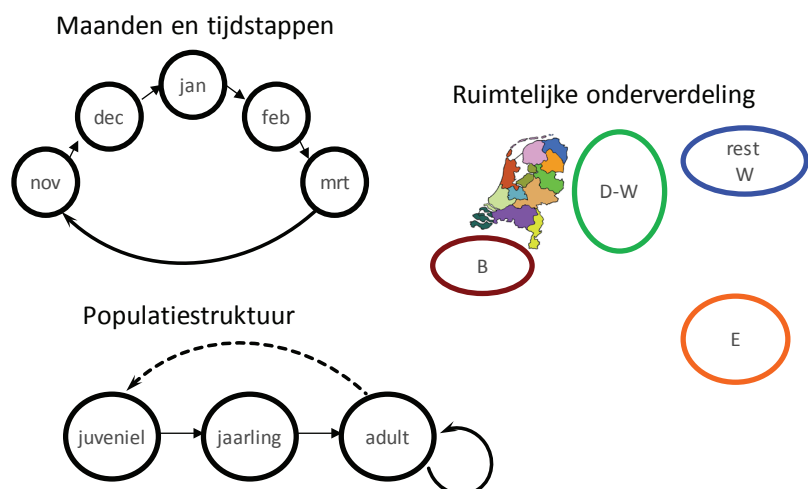 Maanden en tijdstappen
jan
dec
feb
nov
mrt
Ruimtelijke onderverdeling
rest
W
D-W
B
E
Populatiestruktuur
juveniel
jaarling
adult